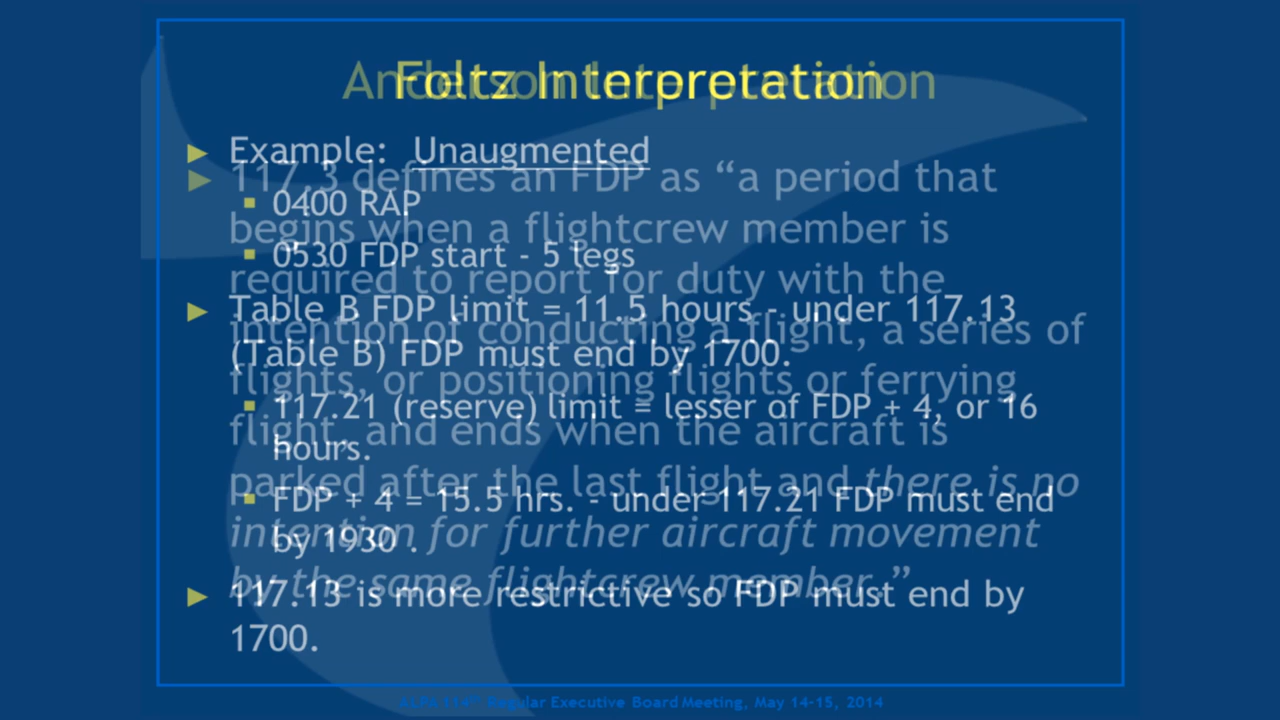 Foltz Interpretation
Example: Unaugmented
0400 RAP
0530 FDP start - 5 legs
Table B FDP limit = 11.5 hours - under 117.13
(Table B) FDP must end by 1700.
117.21 (reserve) limit = lesser of FDP + 4, or 16
hours.
FDP + 4 = 15.5 hrs. - under 117.21 FDP must end
by 1930 .
117.13 is more restrictive so FDP must end by
1700.
Anderson Interpretation
117.3 defines an FDP as “a period that
begins when a flightcrew member is
required to report for duty with the
intention of conducting a flight, a series of
flights, or positioning flights or ferrying
flight, and ends when the aircraft is
parked after the last flight and there is no
intention for further aircraft movement
by the same flightcrew member.”
Regular Executive Board Meeting, May 14-15, 2014